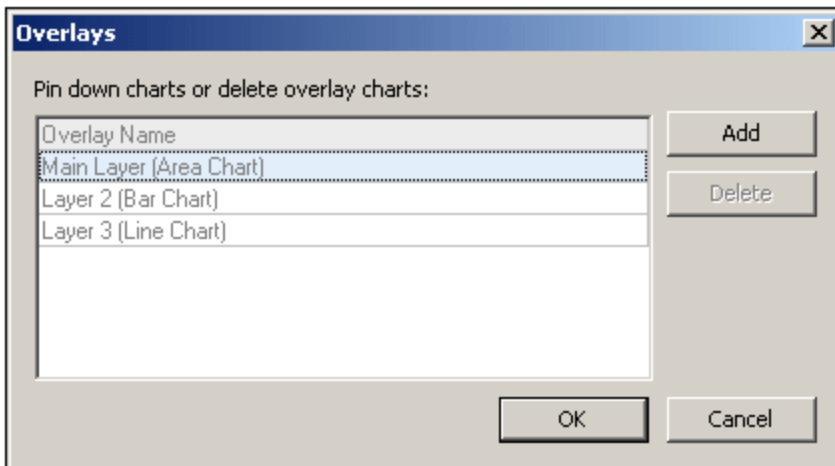 Overlays
Pin down charts or delete overlay charts:
Overlay Name
Main Layer (Area Chart)
Layer 2 (Bar Chart)
Layer 3 (Line Chart)
Add
Delete
OK
Cancel